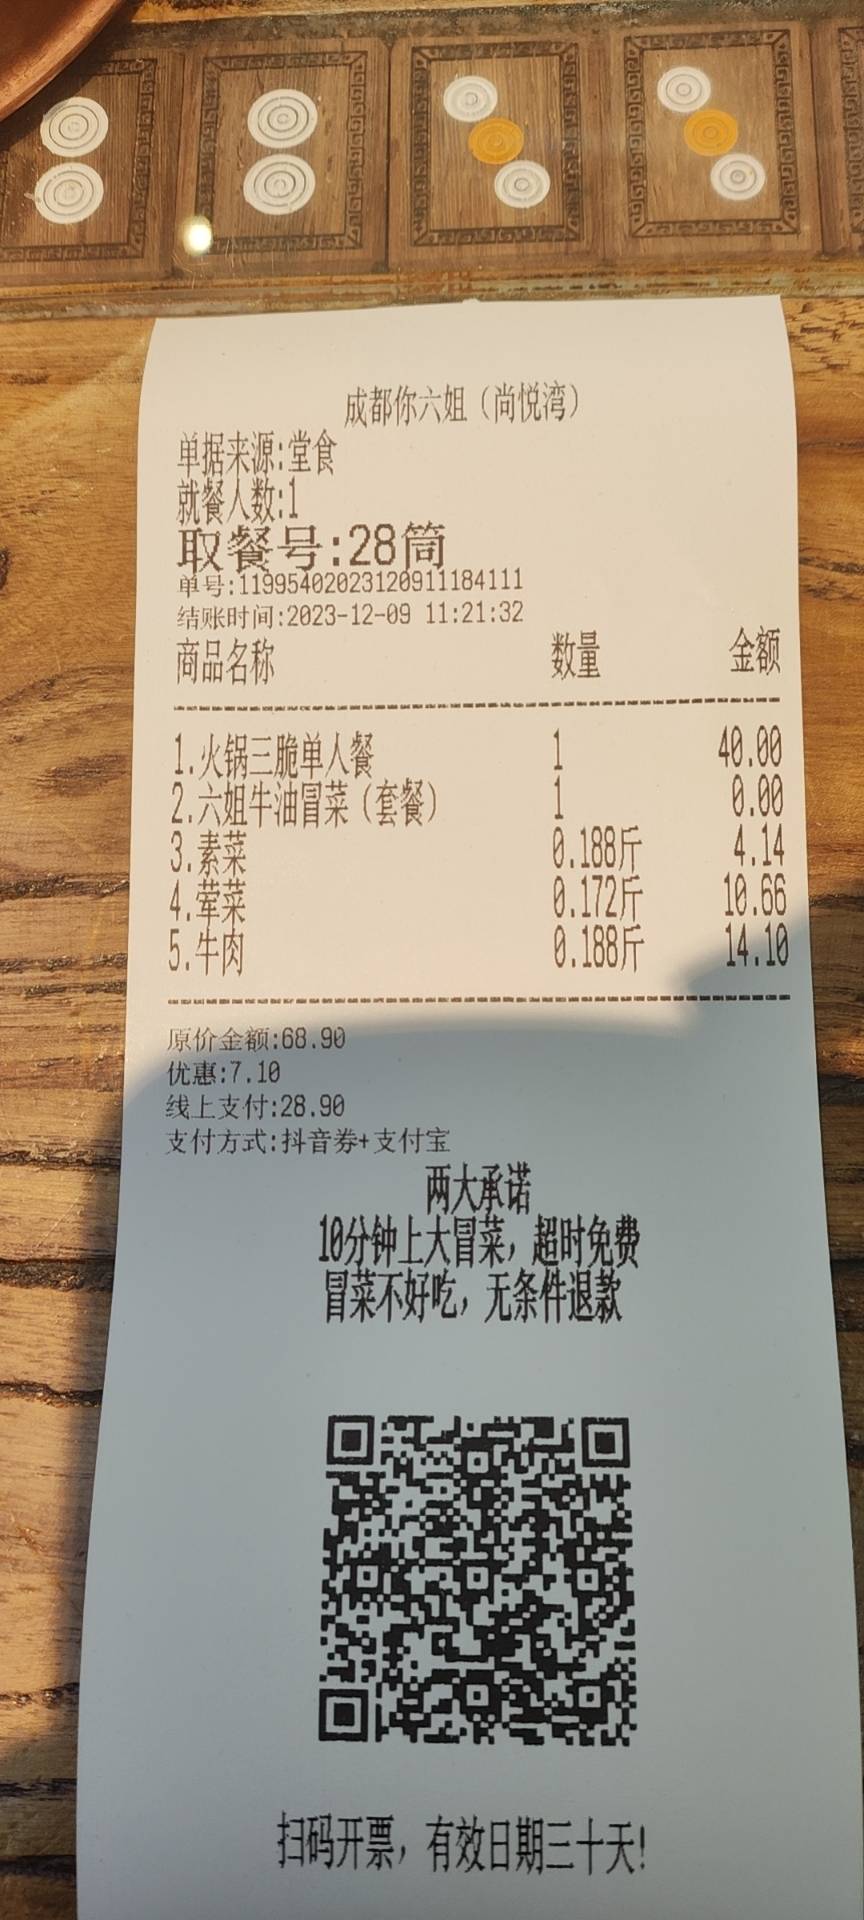 成都你六姐（尚悦湾）
单据来源:堂食
就餐人数:1
取餐号:28筒
单号:119954020231209111841​11
结账时间:2023-12-09 11:21:32
商品名称 数量 金额
1.火锅三脆单人餐 1 40.00
2.六姐牛油冒菜（套餐） 1 0.00
3.素菜 0.188斤 4.14
4.荤菜 0.172斤 10.66
5.牛肉 0.188斤 14.10
原价金额:68.90
优惠:7.10
线上支付:28.90
支付方式:抖音券+支付宝
两大承诺
10分钟上大冒菜，超时免费
冒菜不好吃，无条件退款
扫码开票，有效日期三十天!